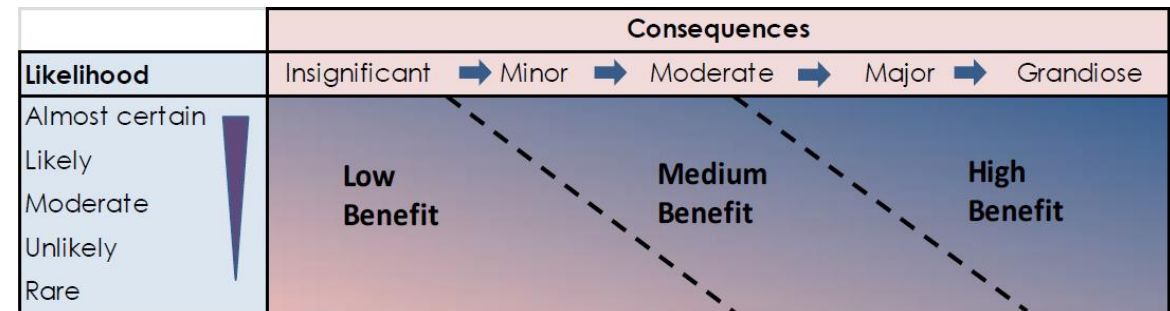 Consequences
Likelihood Insignificant Minor Moderate Major Grandiose
Almost certain
Likely
Moderate
Unlikely
Rare
Low
Benefit
Medium
Benefit
High
Benefit